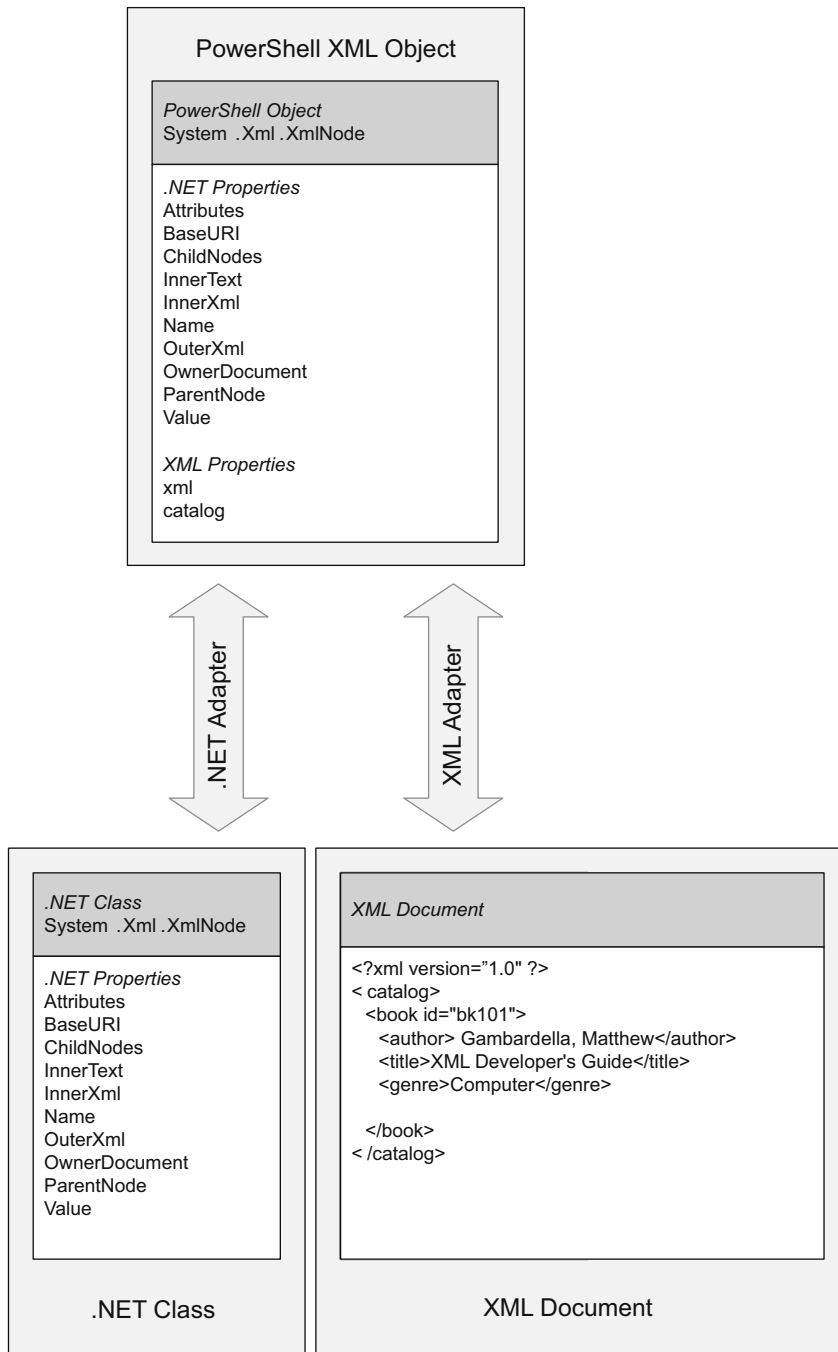 PowerShell XML Object
PowerShell Object
System .Xml .XmlNode
.NET Properties
Attributes
BaseURI
ChildNodes
InnerText
InnerXml
Name
OuterXml
OwnerDocument
ParentNode
Value
XML Properties
xml
catalog
.NET Adapter
XML Adapter
.NET Class
System .Xml .XmlNode
.NET Properties
Attributes
BaseURI
ChildNodes
InnerText
InnerXml
Name
OuterXml
OwnerDocument
ParentNode
Value
.NET Class
XML Document
<?xml version=”1.0" ?>
< catalog>
<book id="bk101">
<author> Gambardella, Matthew</author>
<title>XML Developer's Guide</title>
<genre>Computer</genre>
</book>
< /catalog>
XML Document